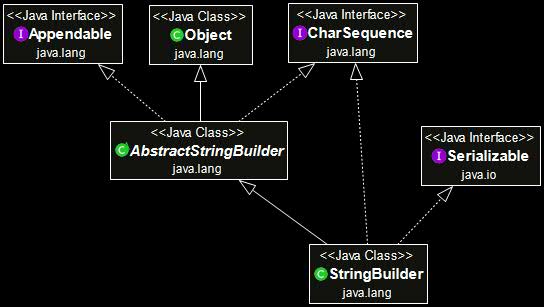 <<Java Interface>>
Appendable
java.lang
<<Java Class>>
Object
java.lang
<<Java Interface>>
CharSequence
java.lang
<<Java Class>>
AbstractStringBuilder
java.lang
<<Java Interface>>
Serializable
java.io
<<Java Class>>
StringBuilder
java.lang